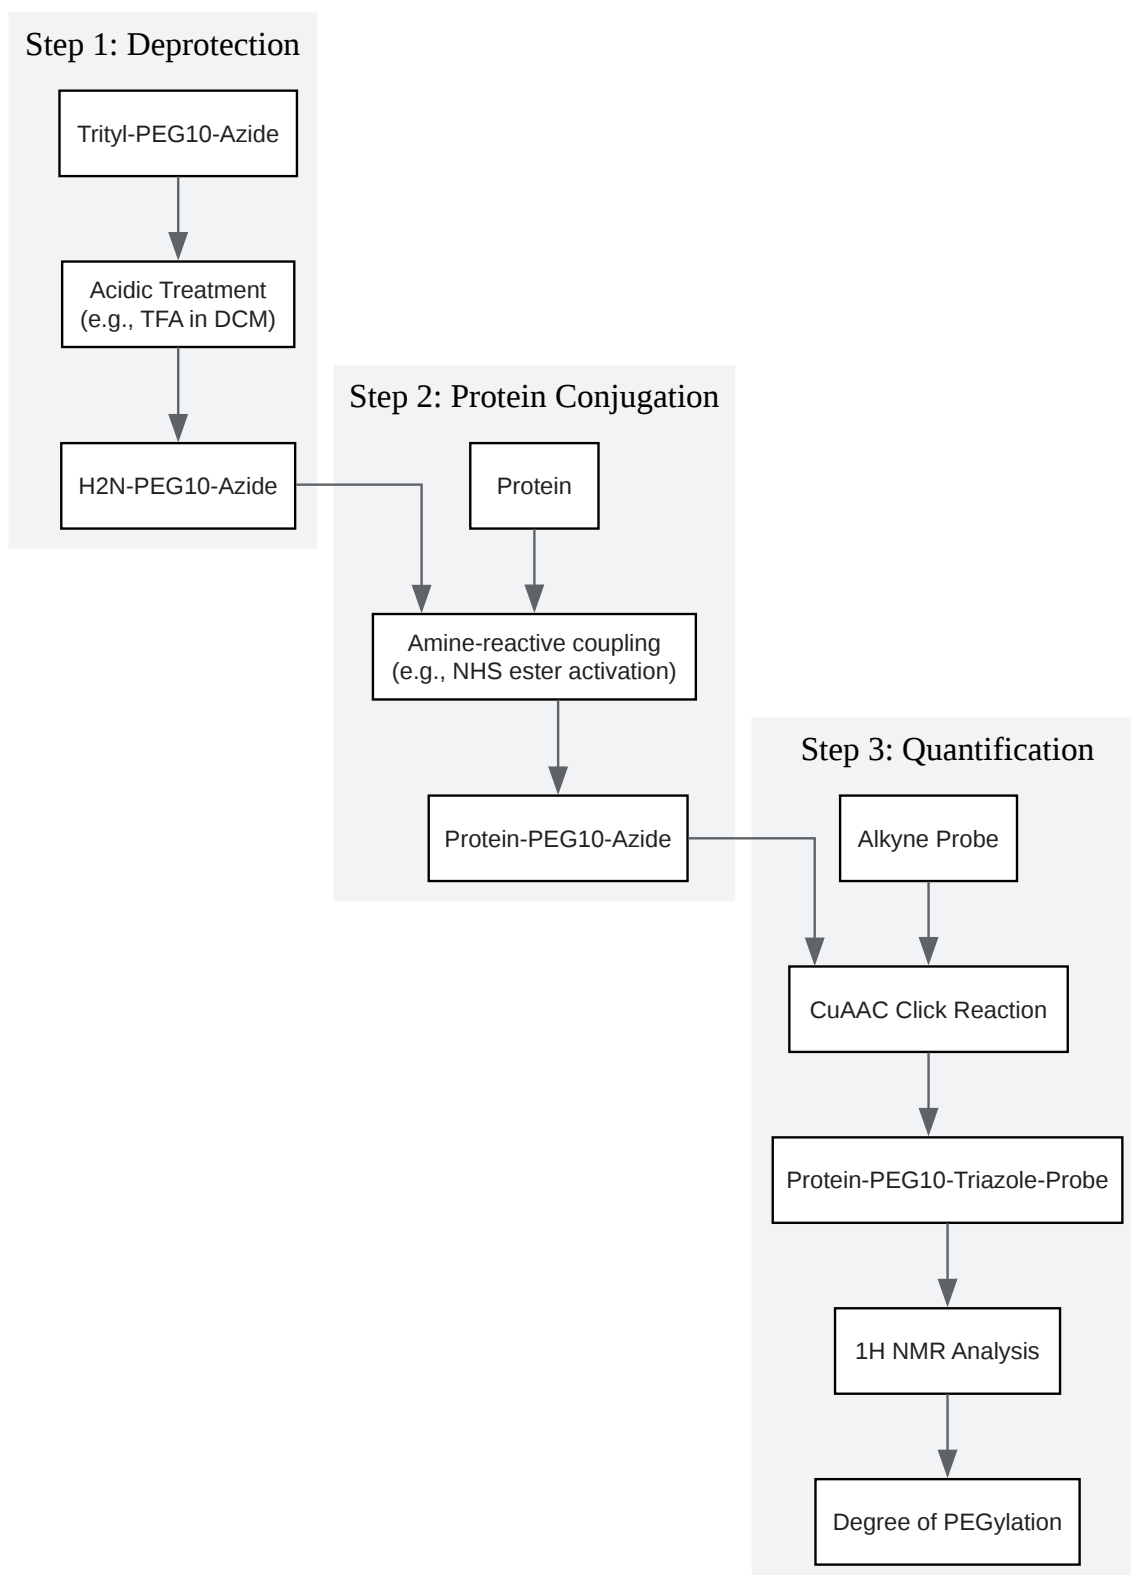 Step 1: Deprotection
Trityl-PEG10-Azide
Acidic Treatment
(e.g., TFA in DCM)
H2N-PEG10-Azide
Step 2: Protein Conjugation
Protein
Amine-reactive coupling
(e.g., NHS ester activation)
Protein-PEG10-Azide
Step 3: Quantification
Alkyne Probe
CuAAC Click Reaction
Protein-PEG10-Triazole-Probe
1H NMR Analysis
Degree of PEGylation